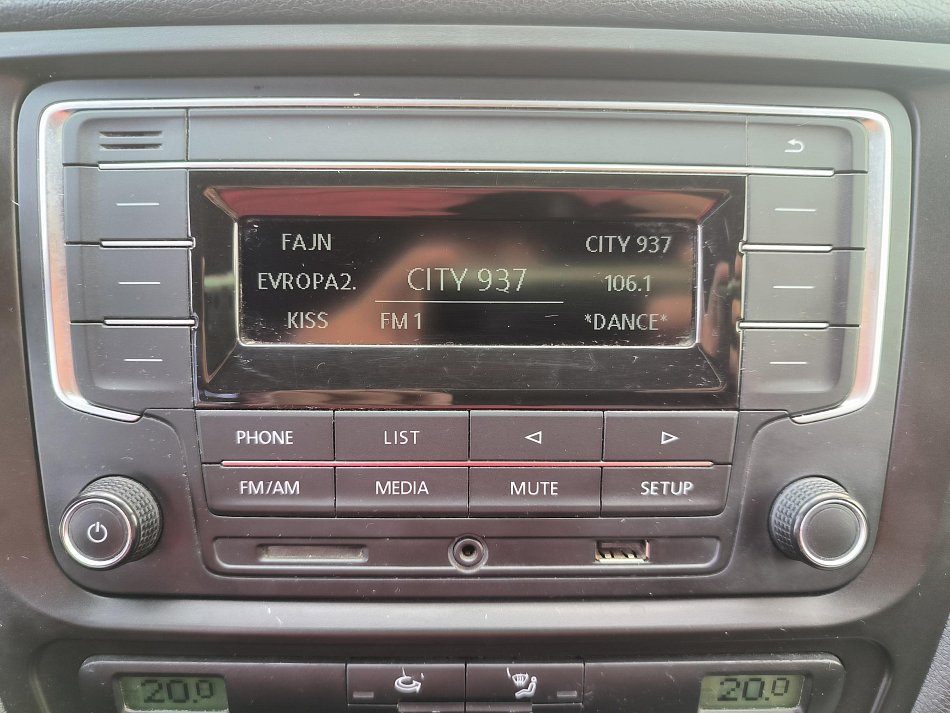 FAJN CITY 937
EVROPA2. CITY 937 106.1
KISS FM 1 *DANCE*
PHONE LIST
FM/AM MEDIA MUTE SETUP
20.0 20.0